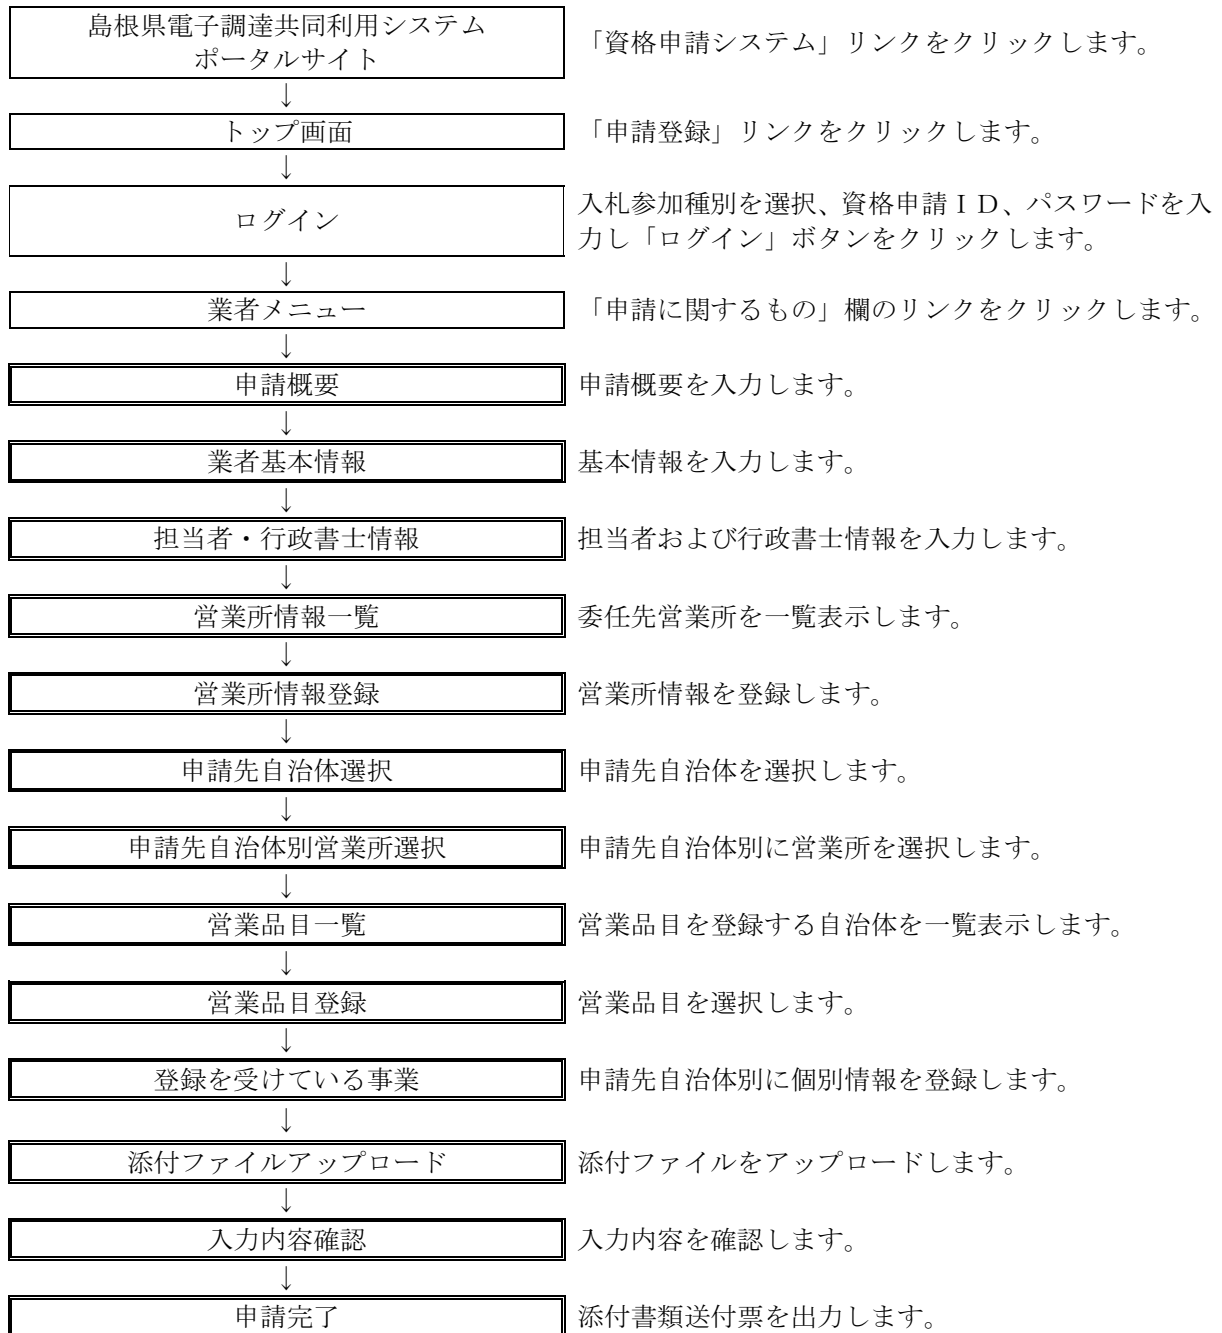 島根県電子調達共同利用システム
ポータルサイト
「資格申請システム」リンクをクリックします。
↓
トップ画面
「申請登録」リンクをクリックします。
↓
ログイン
入札参加種別を選択、資格申請ＩＤ、パスワードを入
力し「ログイン」ボタンをクリックします。
↓
業者メニュー
「申請に関するもの」欄のリンクをクリックします。
↓
申請概要
申請概要を入力します。
↓
業者基本情報
基本情報を入力します。
↓
担当者・行政書士情報
担当者および行政書士情報を入力します。
↓
営業所情報一覧
委任先営業所を一覧表示します。
↓
営業所情報登録
営業所情報を登録します。
↓
申請先自治体選択
申請先自治体を選択します。
↓
申請先自治体別営業所選択
申請先自治体別に営業所を選択します。
↓
営業品目一覧
営業品目を登録する自治体を一覧表示します。
↓
営業品目登録
営業品目を選択します。
↓
登録を受けている事業
申請先自治体別に個別情報を登録します。
↓
添付ファイルアップロード
添付ファイルをアップロードします。
↓
入力内容確認
入力内容を確認します。
↓
申請完了
添付書類送付票を出力します。